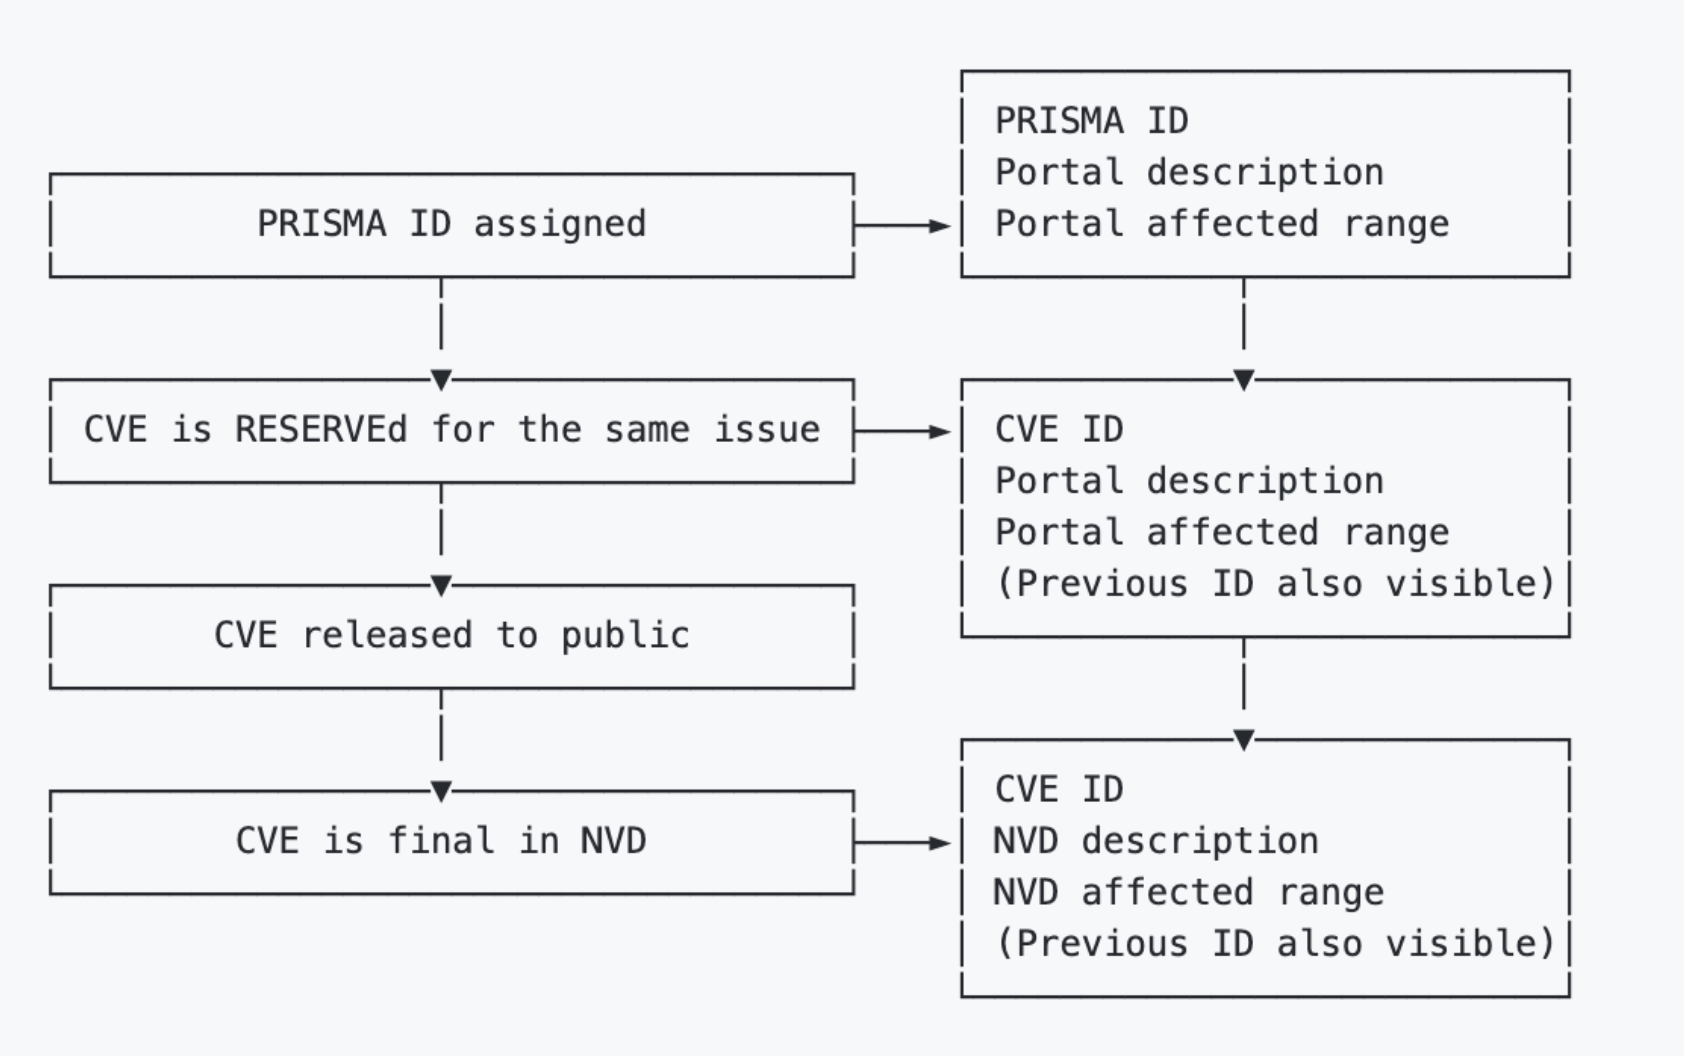 PRISMA ID assigned
PRISMA ID
Portal description
Portal affected range
CVE is RESERVEd for the same issue
CVE ID
Portal description
Portal affected range
(Previous ID also visible)
CVE released to public
CVE is final in NVD
CVE ID
NVD description
NVD affected range
(Previous ID also visible)